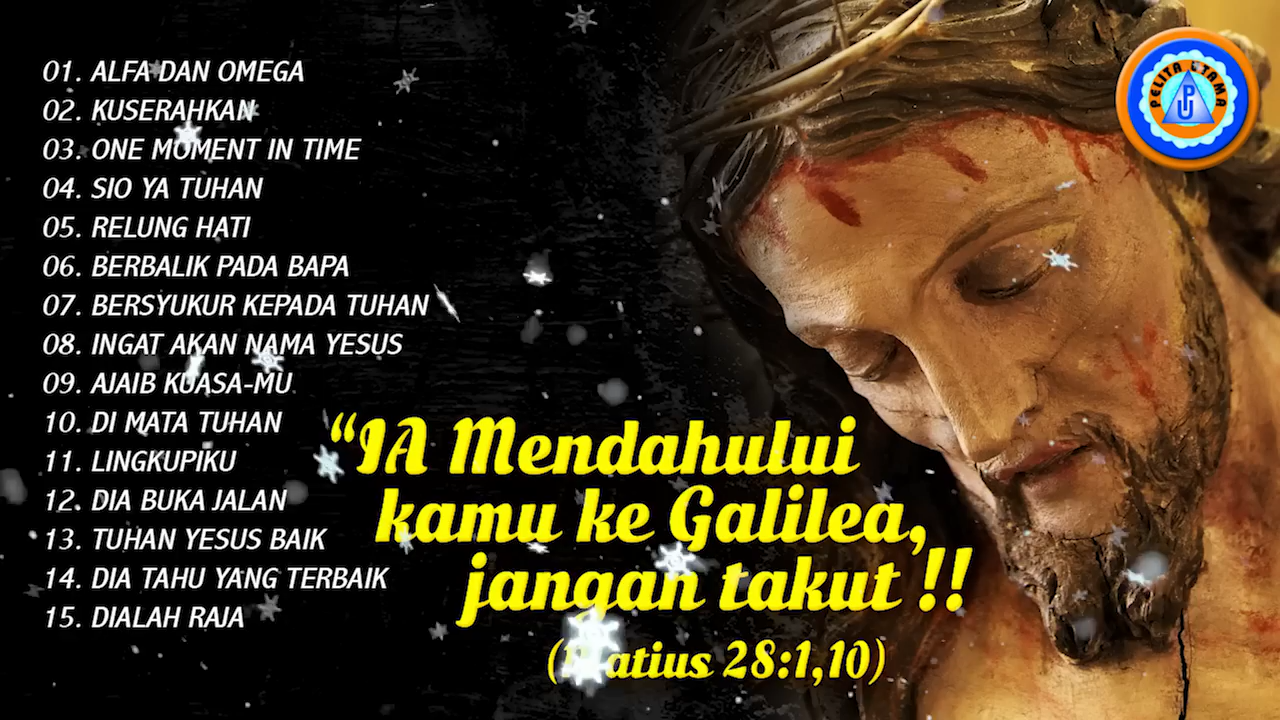 01. ALFA DAN OMEGA
02. KUSERAHKAN
03. ONE MOMENT IN TIME
04. SIO YA TUHAN
05. RELUNG HATI
06. BERBALIK PADA BAPA
07. BERSYUKUR KEPADA TUHAN
08. INGAT AKAN NAMA YESUS
09. AJAIB KUASA-MU
10. DI MATA TUHAN
11. LINGKUPIKU
12. DIA BUKA JALAN
13. TUHAN YESUS BAIK
14. DIA TAHU YANG TERBAIK
15. DIALAH RAJA
“IA Mendahului
kamu ke Galilea,
jangan takut !!
28:1,10)
PELITA UTAMA
PU